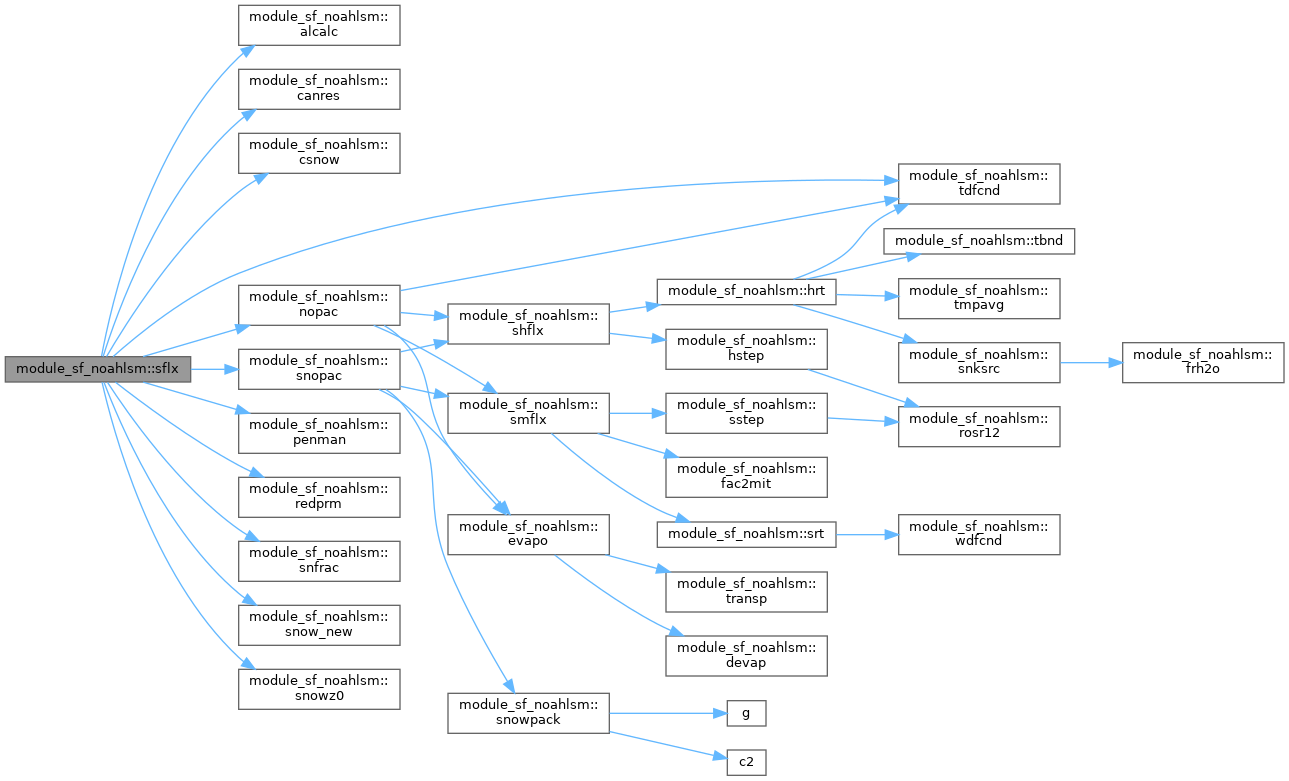 module_sf_noahlsm::sflx
module_sf_noahlsm::
alcalc
module_sf_noahlsm::
canres
module_sf_noahlsm::
csnow
module_sf_noahlsm::
nopac
module_sf_noahlsm::
snopac
module_sf_noahlsm::
penman
module_sf_noahlsm::
redprm
module_sf_noahlsm::
snfrac
module_sf_noahlsm::
snow_new
module_sf_noahlsm::
snowz0
module_sf_noahlsm::
shflx
module_sf_noahlsm::
smflx
module_sf_noahlsm::
evapo
module_sf_noahlsm::
snowpack
module_sf_noahlsm::hrt
module_sf_noahlsm::
hstep
module_sf_noahlsm::
sstep
module_sf_noahlsm::
fac2mit
module_sf_noahlsm::srt
module_sf_noahlsm::
transp
module_sf_noahlsm::
devap
g
c2
module_sf_noahlsm::
tdfcnd
module_sf_noahlsm::tbnd
module_sf_noahlsm::
tmpavg
module_sf_noahlsm::
snksrc
module_sf_noahlsm::
rosr12
module_sf_noahlsm::
wdfcnd
module_sf_noahlsm::
frh2o